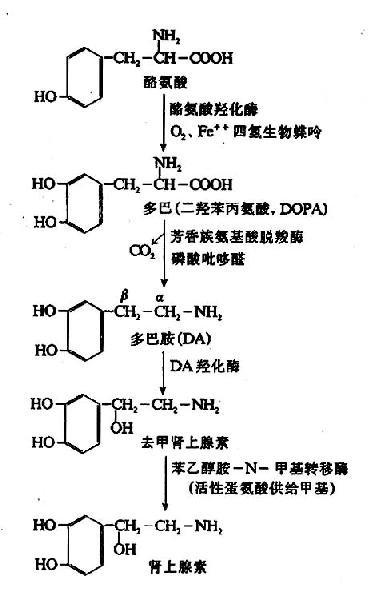 NH₂
HO CH₂-CH-COOH
酪氨酸
酪氨酸羟化酶
O₂、Fe⁺⁺ 四氢生物蝶呤
NH₂
HO CH₂-CH-COOH
HO
多巴(二羟苯丙氨酸，DOPA)
芳香族氨基酸脱羧酶
CO₂
磷酸吡哆醛
β α
HO CH₂-CH₂-NH₂
HO
多巴胺(DA)
DA羟化酶
HO CH₂-CH₂-NH₂
HO OH
去甲肾上腺素
苯乙醇胺-N-甲基转移酶
(活性蛋氨酸供给甲基)
HO CH₂-CH₂-NH₂
HO OH
肾上腺素